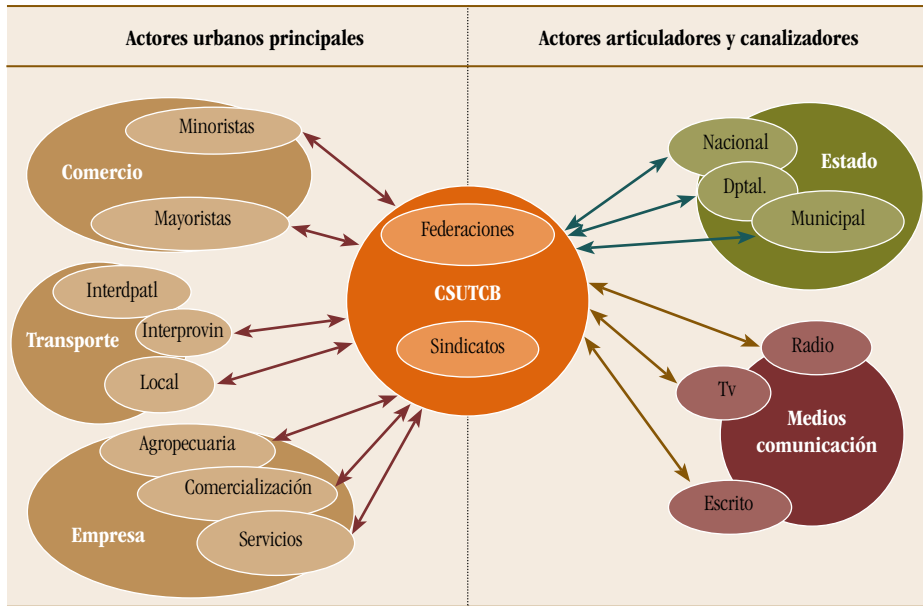 Actores urbanos principales
Actores articuladores y canalizadores
Minoristas
Comercio
Mayoristas
Interdpatl
Interprovin
Transporte
Local
Agropecuaria
Comercialización
Empresa
Servicios
Federaciones
CSUTCB
Sindicatos
Nacional
Estado
Dptal.
Municipal
Radio
Tv
Medios
comunicación
Escrito